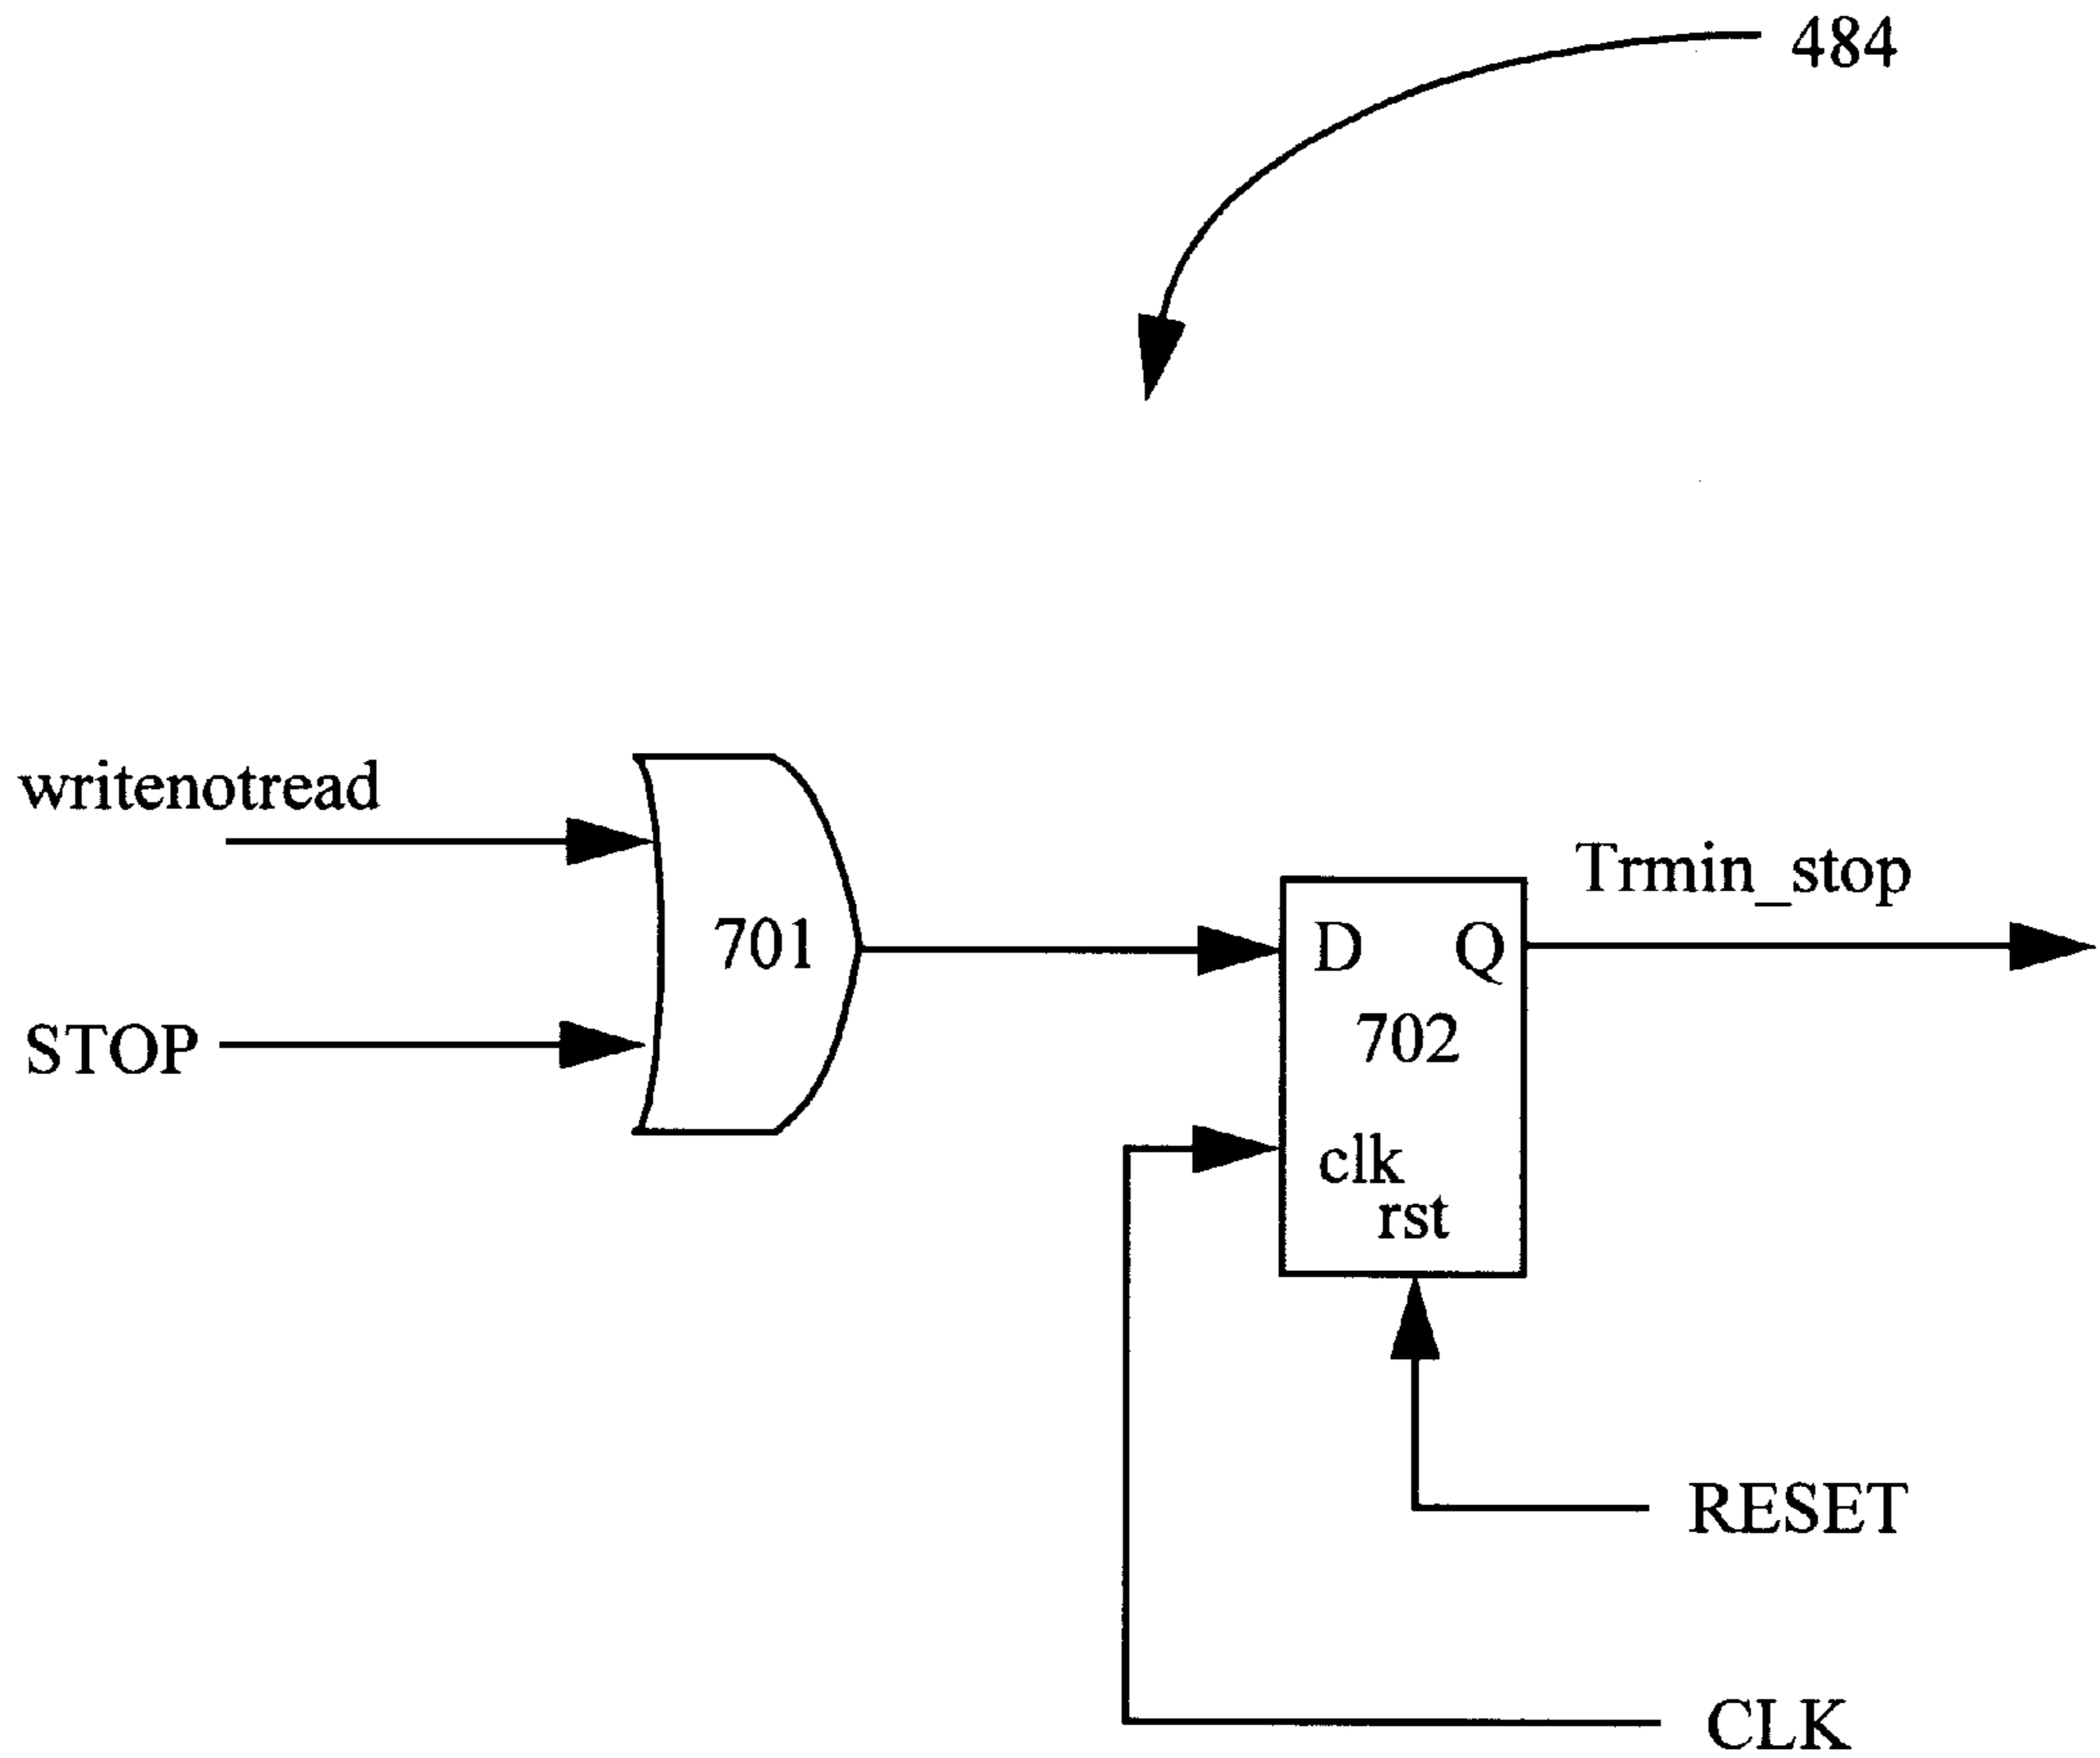 484
writenotread
STOP
701
D Q
702
clk
rst
Trmin_stop
RESET
CLK